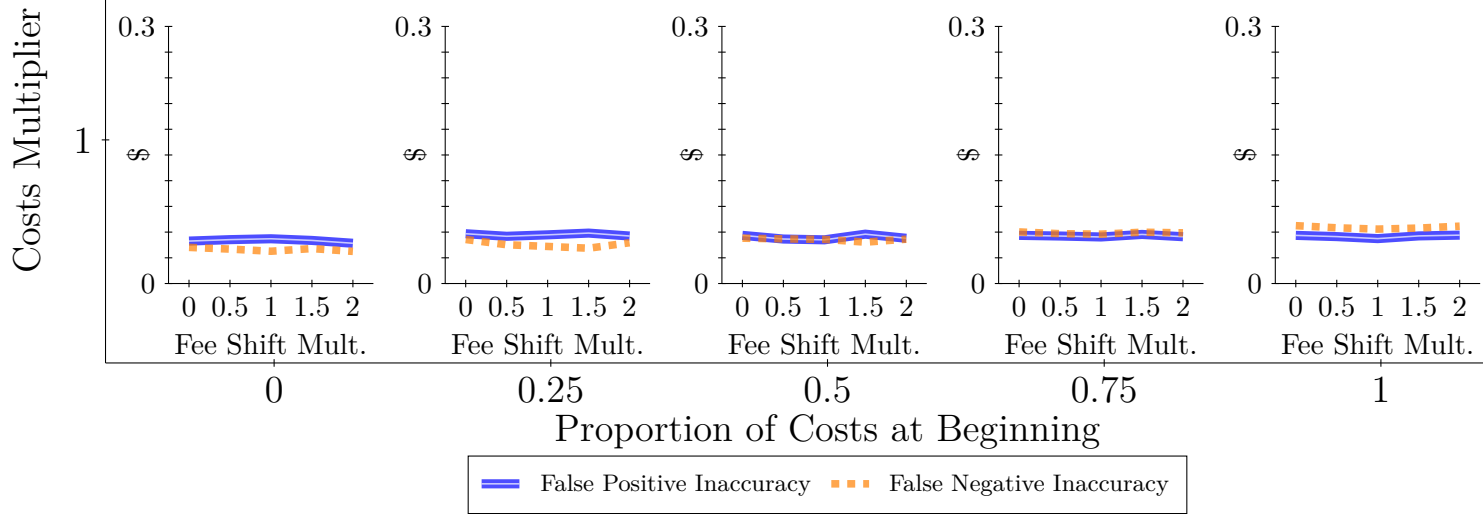 Costs Multiplier
1
0.3
$
0
0 0.5 1 1.5 2
Fee Shift Mult.
0.3
$
0
0 0.5 1 1.5 2
Fee Shift Mult.
0.3
$
0
0 0.5 1 1.5 2
Fee Shift Mult.
0.3
$
0
0 0.5 1 1.5 2
Fee Shift Mult.
0.3
$
0
0 0.5 1 1.5 2
Fee Shift Mult.
0 0.25 0.5 0.75 1
Proportion of Costs at Beginning
False Positive Inaccuracy False Negative Inaccuracy